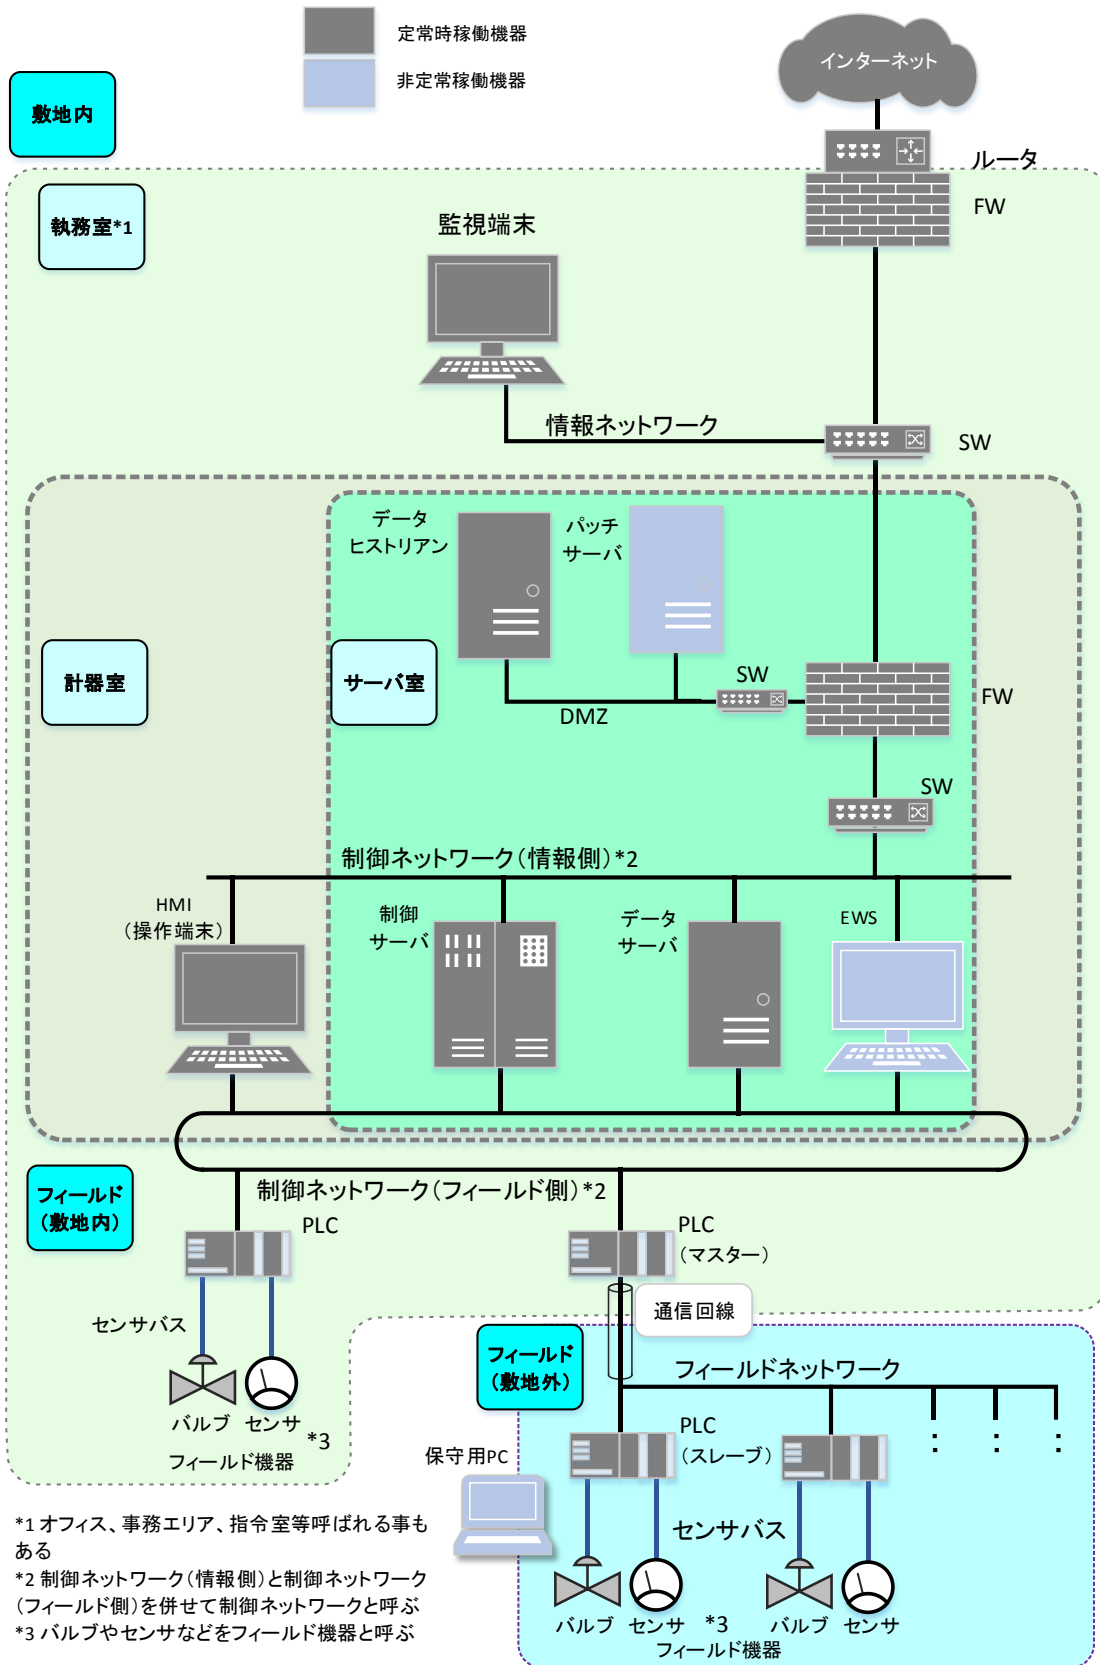 定常時稼働機器
非定常稼働機器
インターネット
敷地内
ルータ
FW
執務室*1
監視端末
情報ネットワーク
SW
データ
ヒストリアン
パッチ
サーバ
計器室
サーバ室
SW
DMZ
FW
SW
制御ネットワーク(情報側)*2
HMI
(操作端末)
制御
サーバ
データ
サーバ
EWS
フィールド
(敷地内)
制御ネットワーク(フィールド側)*2
PLC
PLC
(マスター)
通信回線
センサバス
フィールド
(敷地外)
フィールドネットワーク
バルブ
センサ
*3
フィールド機器
PLC
(スレーブ)
保守用PC
センサバス
バルブ
センサ
*3
バルブ
センサ
フィールド機器
*1 オフィス、事務エリア、指令室等呼ばれる事も
ある
*2 制御ネットワーク(情報側)と制御ネットワーク
(フィールド側)を併せて制御ネットワークと呼ぶ
*3 バルブやセンサなどをフィールド機器と呼ぶ